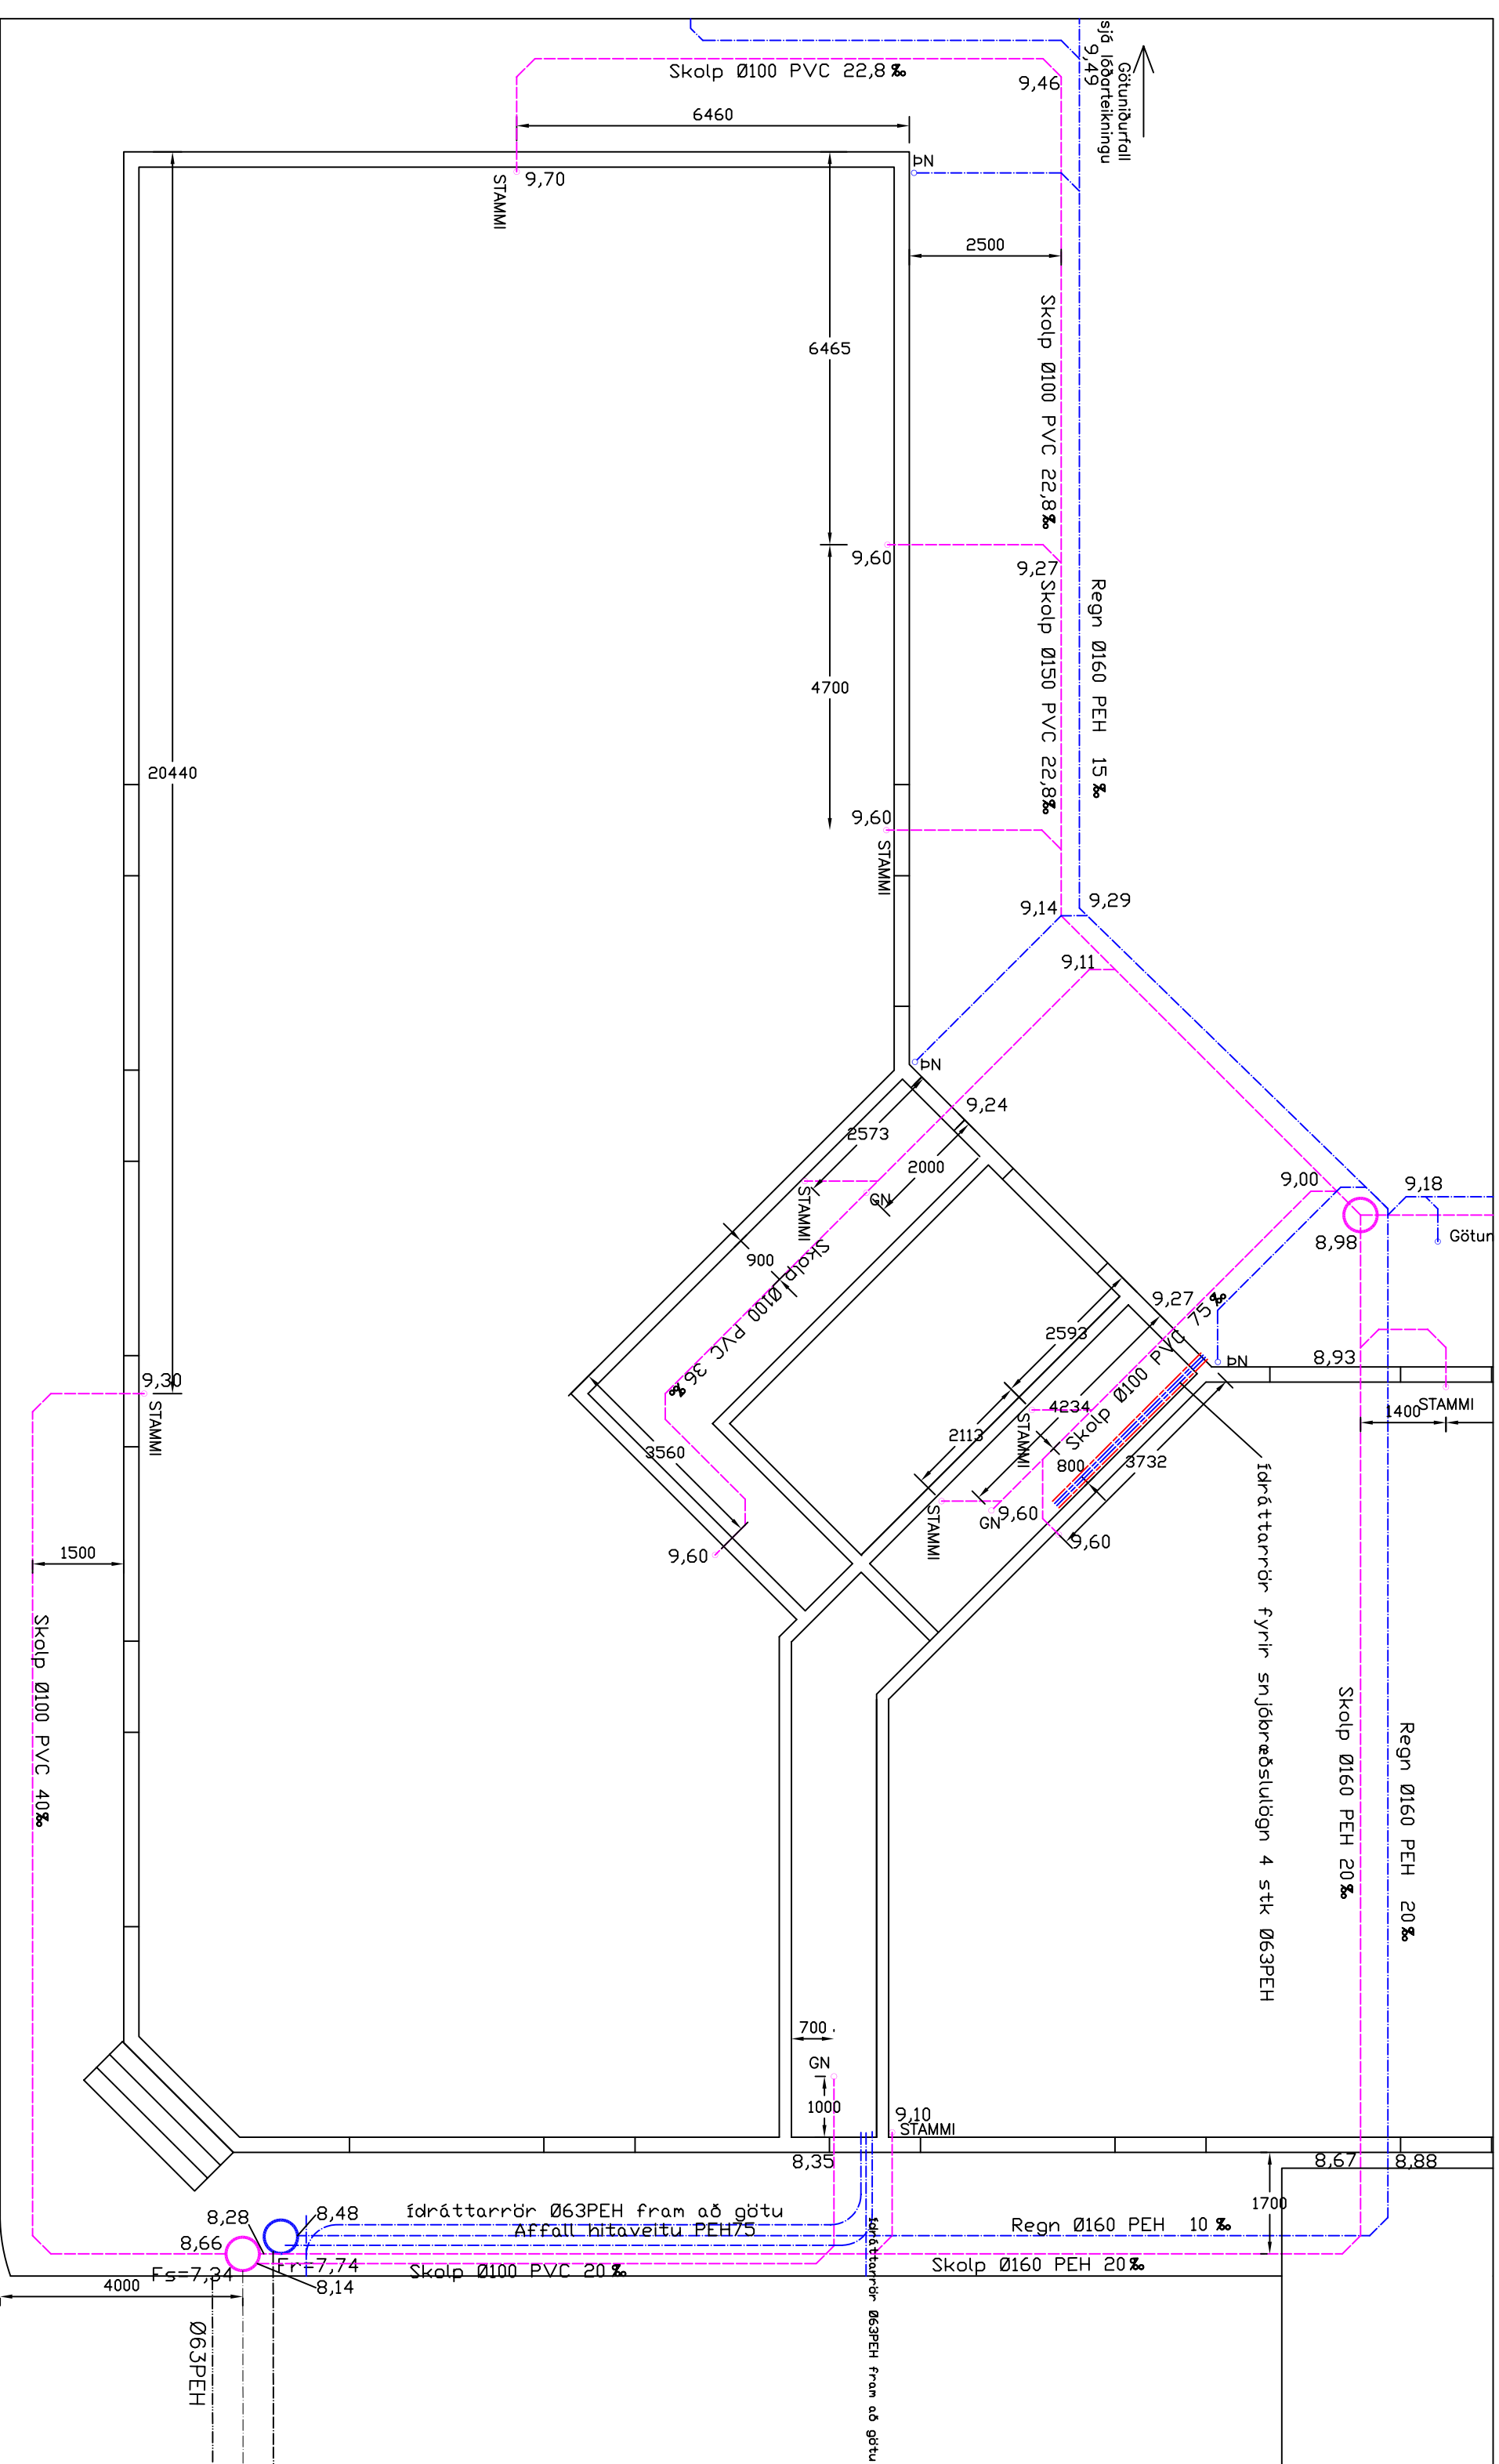 Götuniðurfall
sjá lóðarteikningu
9,49
Skolp Ø100 PVC 22,8‰
9,46
6460
ÞN
9,70
STAMMI
2500
Skolp Ø100 PVC 22,8‰
6465
9,60
9,27
Skolp Ø150 PVC 22,8‰
Regn Ø160 PEH 15‰
4700
20440
9,60
STAMMI
9,14
9,29
9,11
ÞN
9,24
2573
2000
GN
STAMMI
9,00
9,18
8,98
Götun
900
Skolp Ø100 PVC 36‰
9,27
Skolp Ø100 PVC 75‰
2593
ÞN
8,93
9,30
STAMMI
4234
STAMMI
1400
STAMMI
2113
3560
800
3732
GN
9,60
9,60
STAMMI
9,60
1500
Ídráttarrör fyrir snjóbræðslulögn 4 stk Ø63PEH
Skolp Ø100 PVC 40‰
Skolp Ø160 PEH 20‰
Regn Ø160 PEH 20‰
700
GN
1000
9,10
STAMMI
8,35
8,67
8,88
1700
8,28
8,48
Ídráttarrör Ø63PEH fram að götu
Affall hitaveitu PEH75
Regn Ø160 PEH 10‰
8,66
Fr=7,74
Fs=7,34
8,14
Skolp Ø100 PVC 20‰
Skolp Ø160 PEH 20‰
4000
Ídráttarrör Ø63PEH fram að götu
Ø63PEH